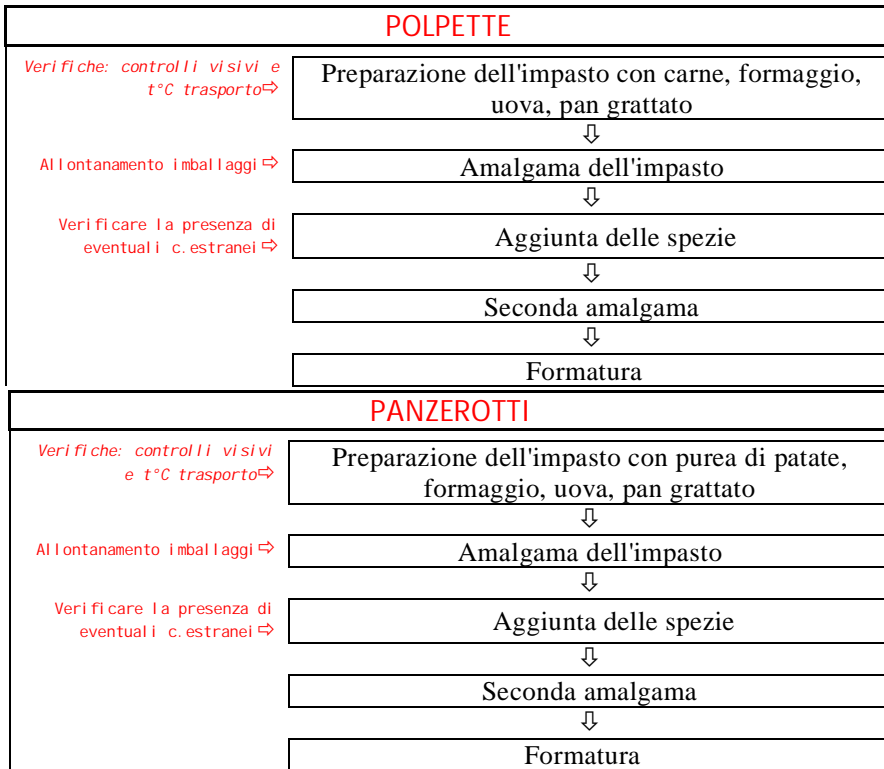 POLPETTE
Verifiche: controlli visivi e
t°C trasporto⇨
Preparazione dell'impasto con carne, formaggio,
uova, pan grattato
⇩
Allontanamento imballaggi⇨
Amalgama dell'impasto
⇩
Verificare la presenza di
eventuali c.estranei⇨
Aggiunta delle spezie
⇩
Seconda amalgama
⇩
Formatura
PANZEROTTI
Verifiche: controlli visivi
e t°C trasporto⇨
Preparazione dell'impasto con purea di patate,
formaggio, uova, pan grattato
⇩
Allontanamento imballaggi⇨
Amalgama dell'impasto
⇩
Verificare la presenza di
eventuali c.estranei⇨
Aggiunta delle spezie
⇩
Seconda amalgama
⇩
Formatura